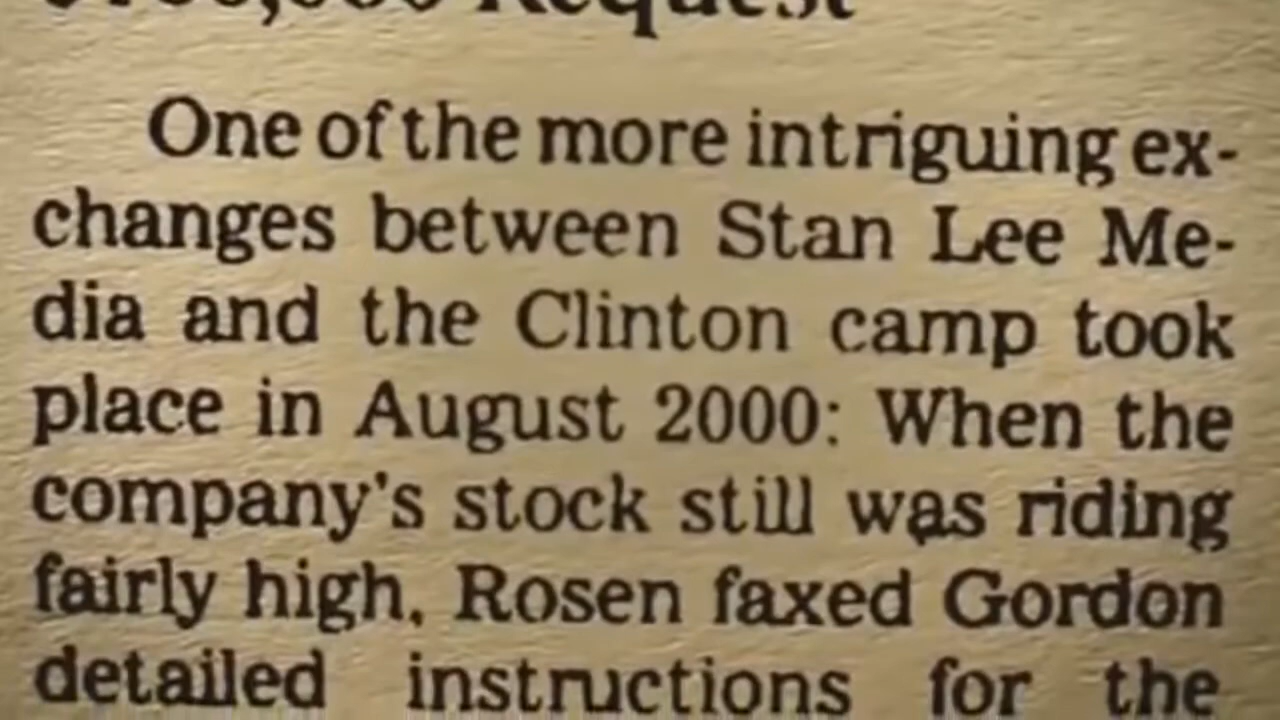 Request
One of the more intriguing ex-
changes between Stan Lee Me-
dia and the Clinton camp took
place in August 2000: When the
company's stock still was riding
fairly high, Rosen faxed Gordon
detailed instructions for the